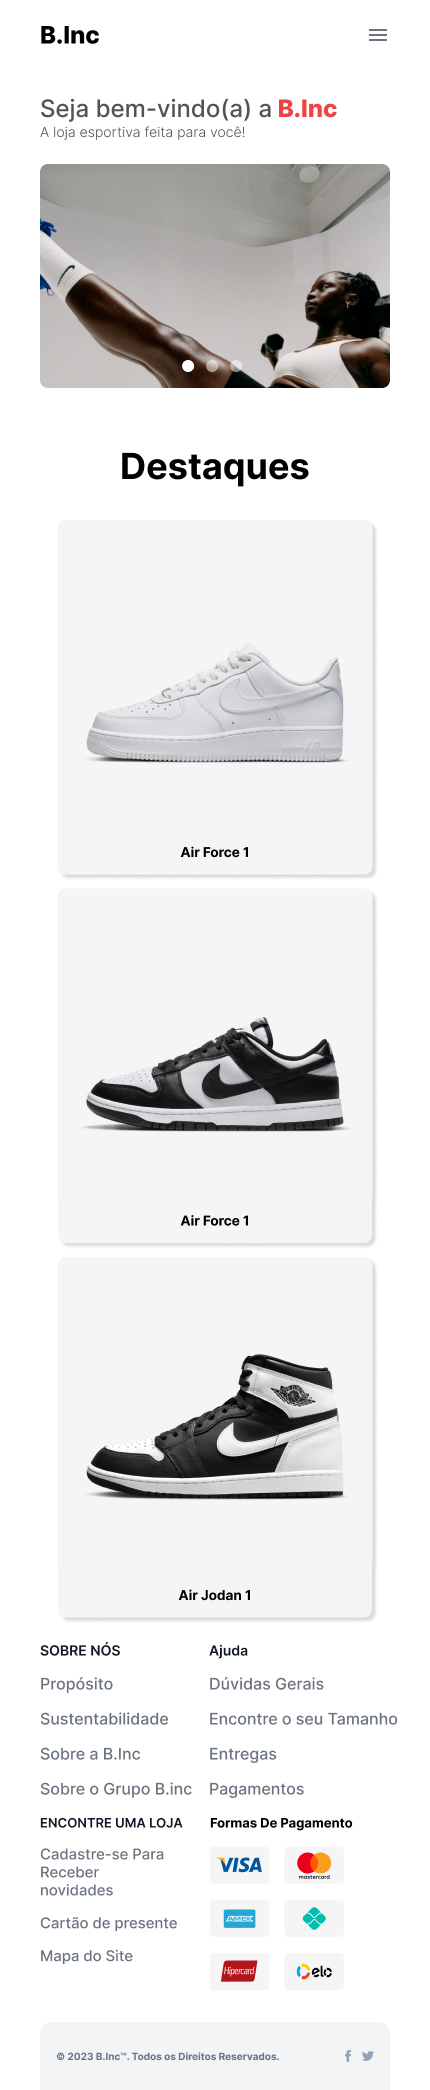 B.Inc
Seja bem-vindo(a) a B.Inc
A loja esportiva feita para você!
Destaques
Air Force 1
Air Force 1
Air Jodan 1
SOBRE NÓS
Propósito
Sustentabilidade
Sobre a B.Inc
Sobre o Grupo B.inc
Ajuda
Dúvidas Gerais
Encontre o seu Tamanho
Entregas
Pagamentos
ENCONTRE UMA LOJA
Cadastre-se Para
Receber
novidades
Cartão de presente
Mapa do Site
Formas De Pagamento
VISA
mastercard
AMEX
Hipercard
elo
© 2023 B.Inc™. Todos os Direitos Reservados.